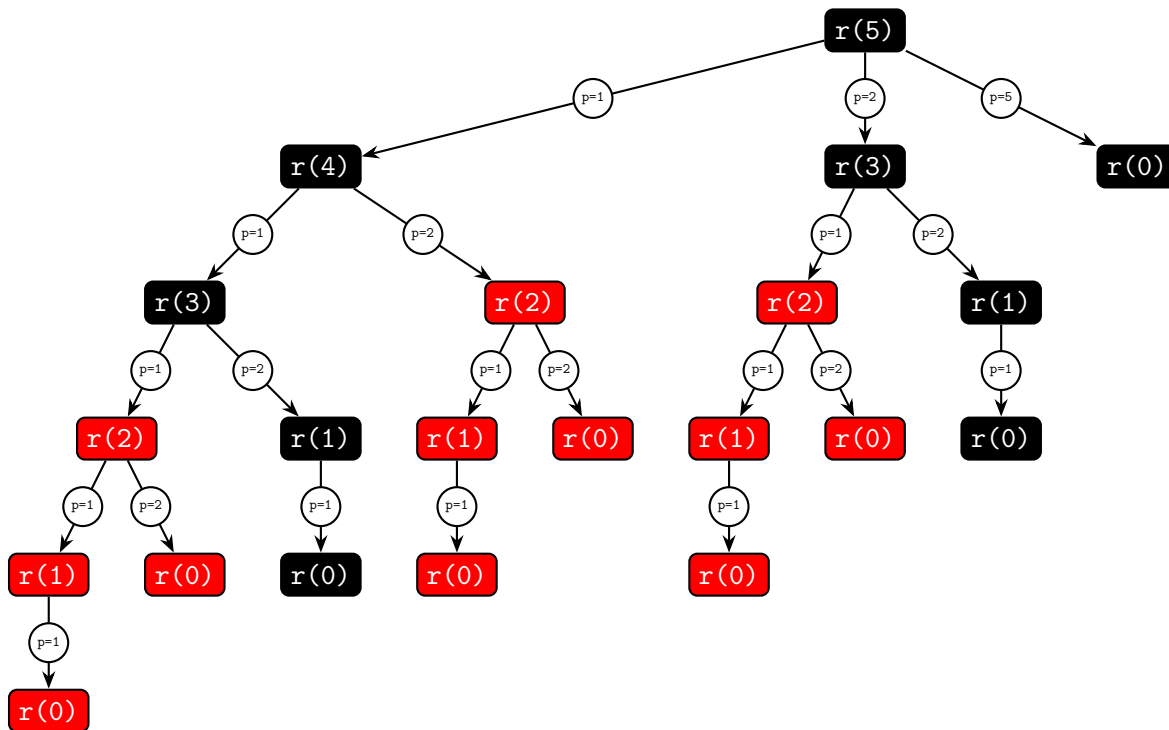 r(5)
p=1
p=2
p=5
r(4)
r(3)
r(0)
p=1
p=2
p=1
p=2
r(3)
r(2)
r(2)
r(1)
p=1
p=2
p=1
p=2
p=1
p=2
p=1
r(2)
r(1)
r(1)
r(0)
r(1)
r(0)
r(0)
p=1
p=2
p=1
p=1
p=1
r(1)
r(0)
r(0)
r(0)
r(0)
p=1
r(0)